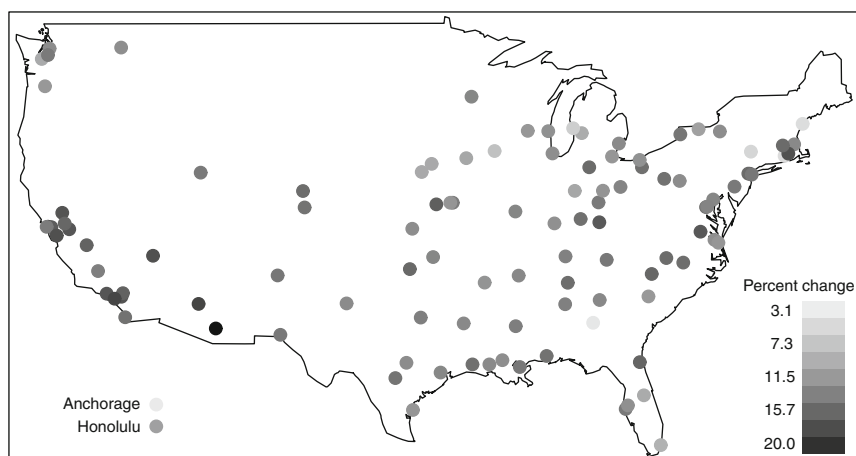 Percent change
3.1
7.3
11.5
15.7
20.0
Anchorage
Honolulu